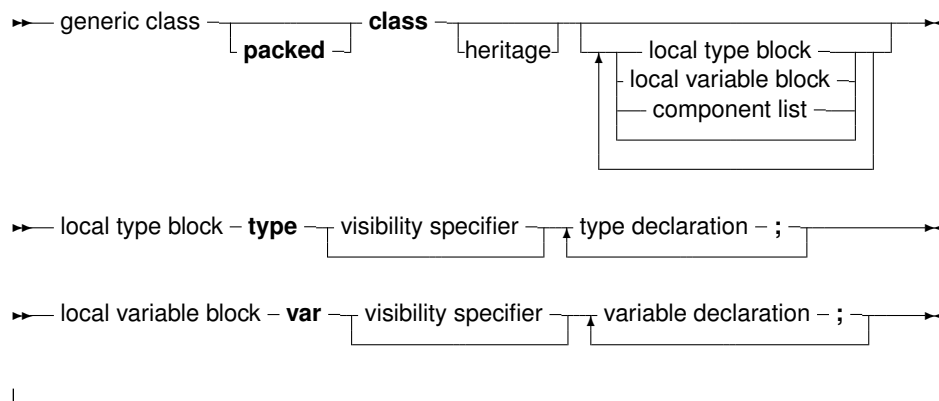 generic class class
packed heritage local type block
local variable block
component list
local type block type visibility specifier type declaration ;
local variable block var visibility specifier variable declaration ;